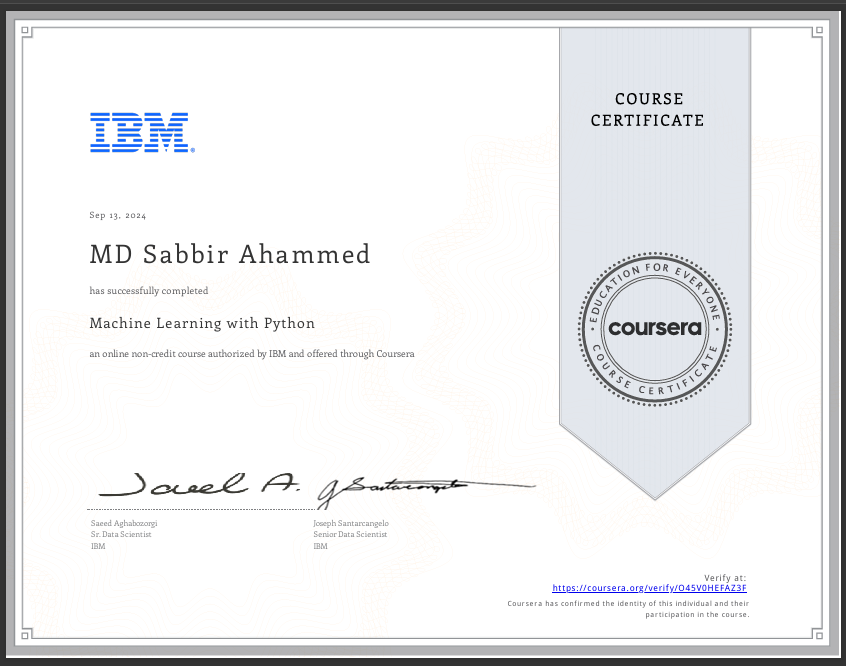 COURSE
CERTIFICATE
IBM®
Sep 13, 2024
MD Sabbir Ahammed
has successfully completed
Machine Learning with Python
an online non-credit course authorized by IBM and offered through Coursera
EDUCATION FOR EVERYONE
coursera
COURSE CERTIFICATE
Saeed A. J Santarcangelo
Saeed Aghabozorgi
Sr. Data Scientist
IBM
Joseph Santarcangelo
Senior Data Scientist
IBM
Verify at:
https://coursera.org/verify/O45V0HEFAZ3F
Coursera has confirmed the identity of this individual and their
participation in the course.